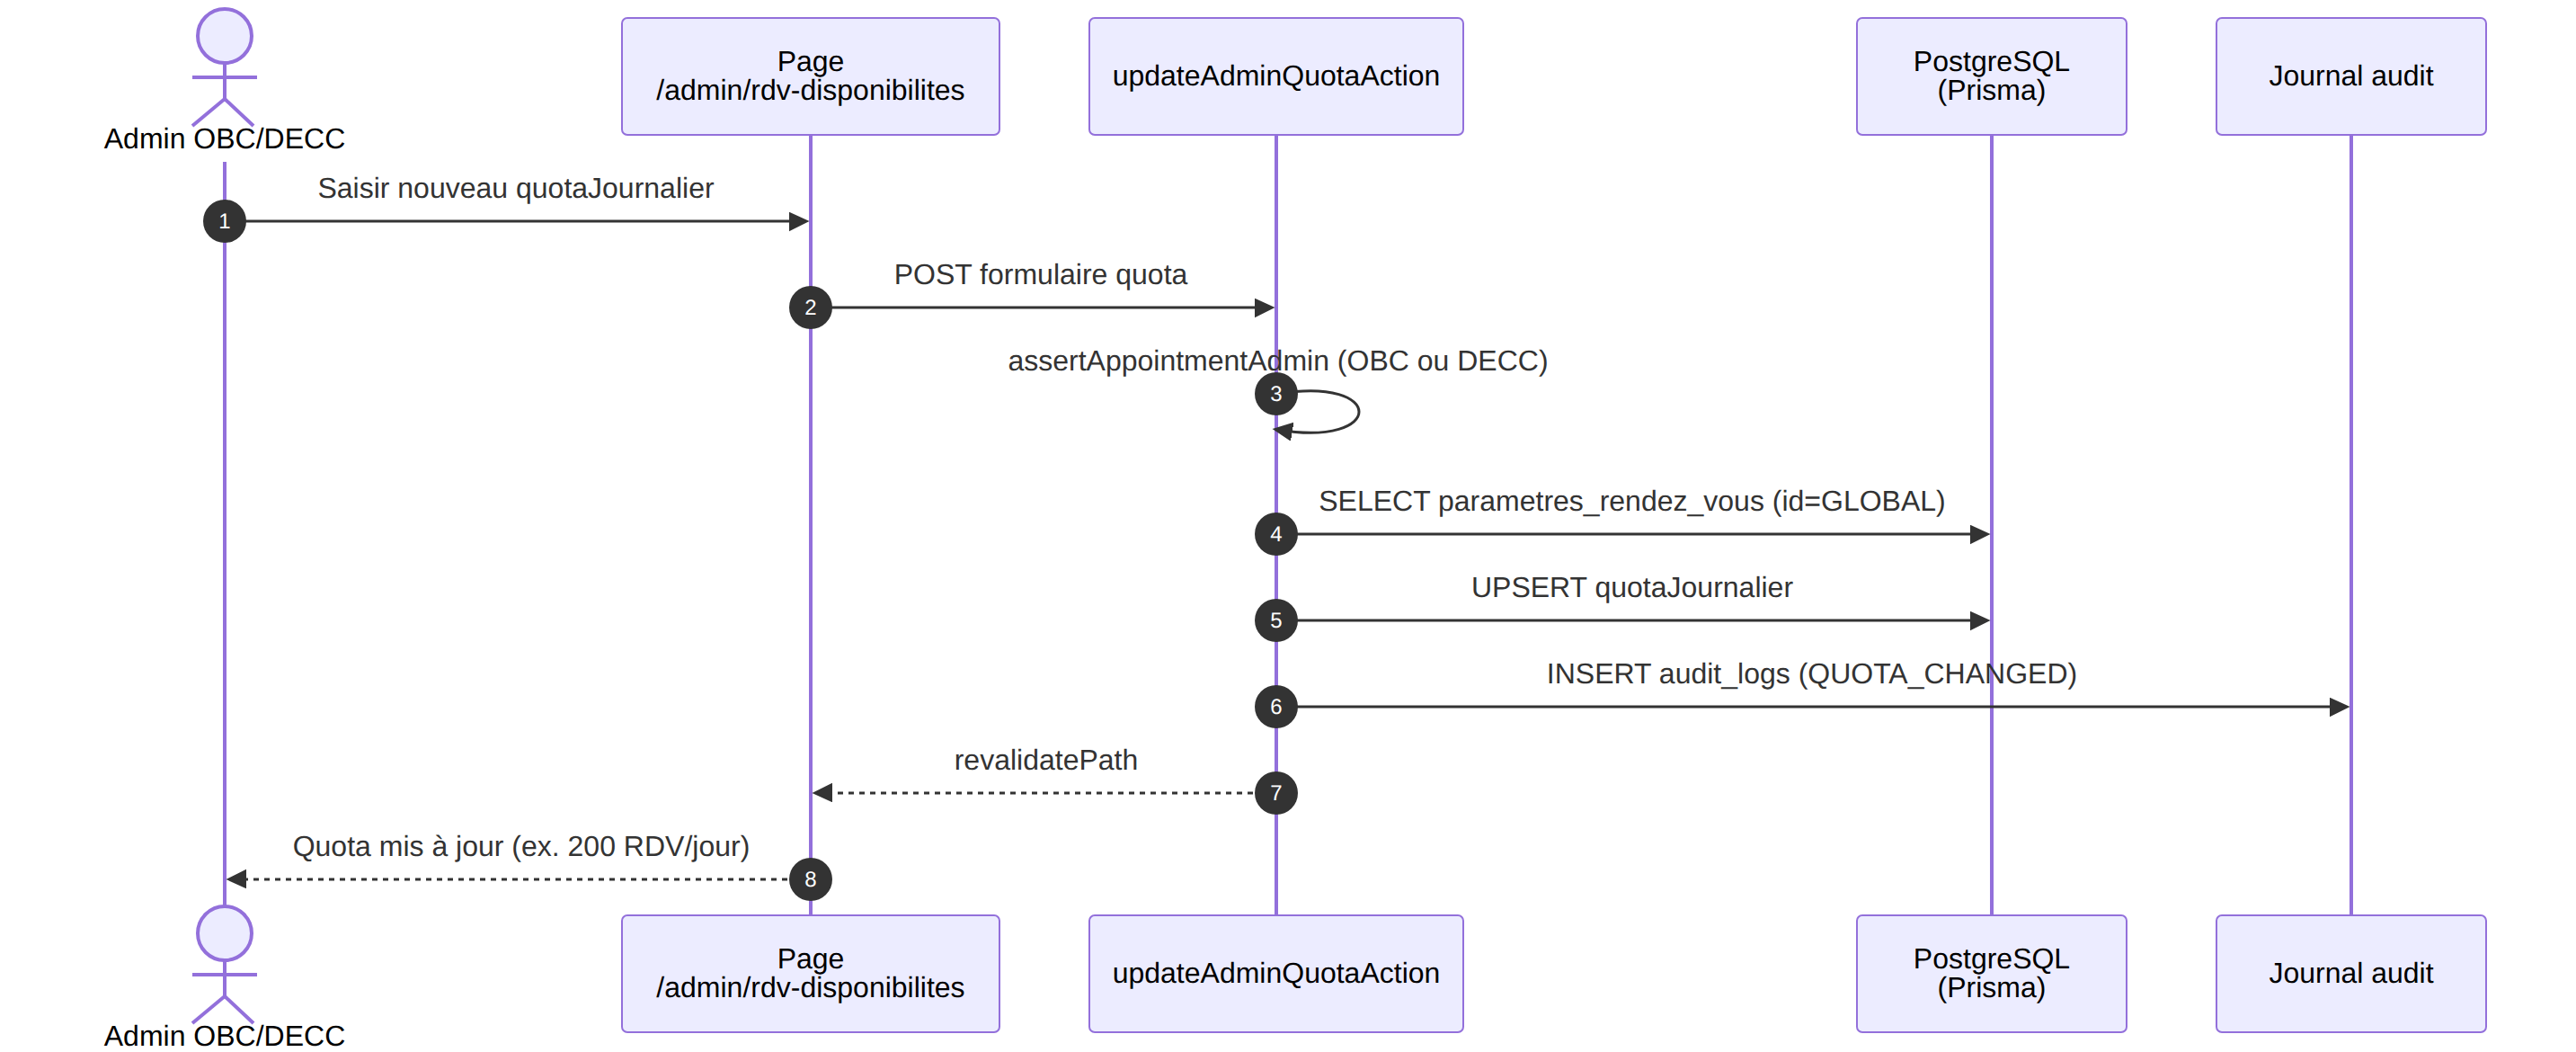 Admin OBC/DECC
Page
/admin/rdv-disponibilites
updateAdminQuotaAction
PostgreSQL
(Prisma)
Journal audit
Saisir nouveau quotaJournalier
1
POST formulaire quota
2
assertAppointmentAdmin (OBC ou DECC)
3
SELECT parametres_rendez_vous (id=GLOBAL)
4
UPSERT quotaJournalier
5
INSERT audit_logs (QUOTA_CHANGED)
6
revalidatePath
7
Quota mis à jour (ex. 200 RDV/jour)
8
Admin OBC/DECC
Page
/admin/rdv-disponibilites
updateAdminQuotaAction
PostgreSQL
(Prisma)
Journal audit